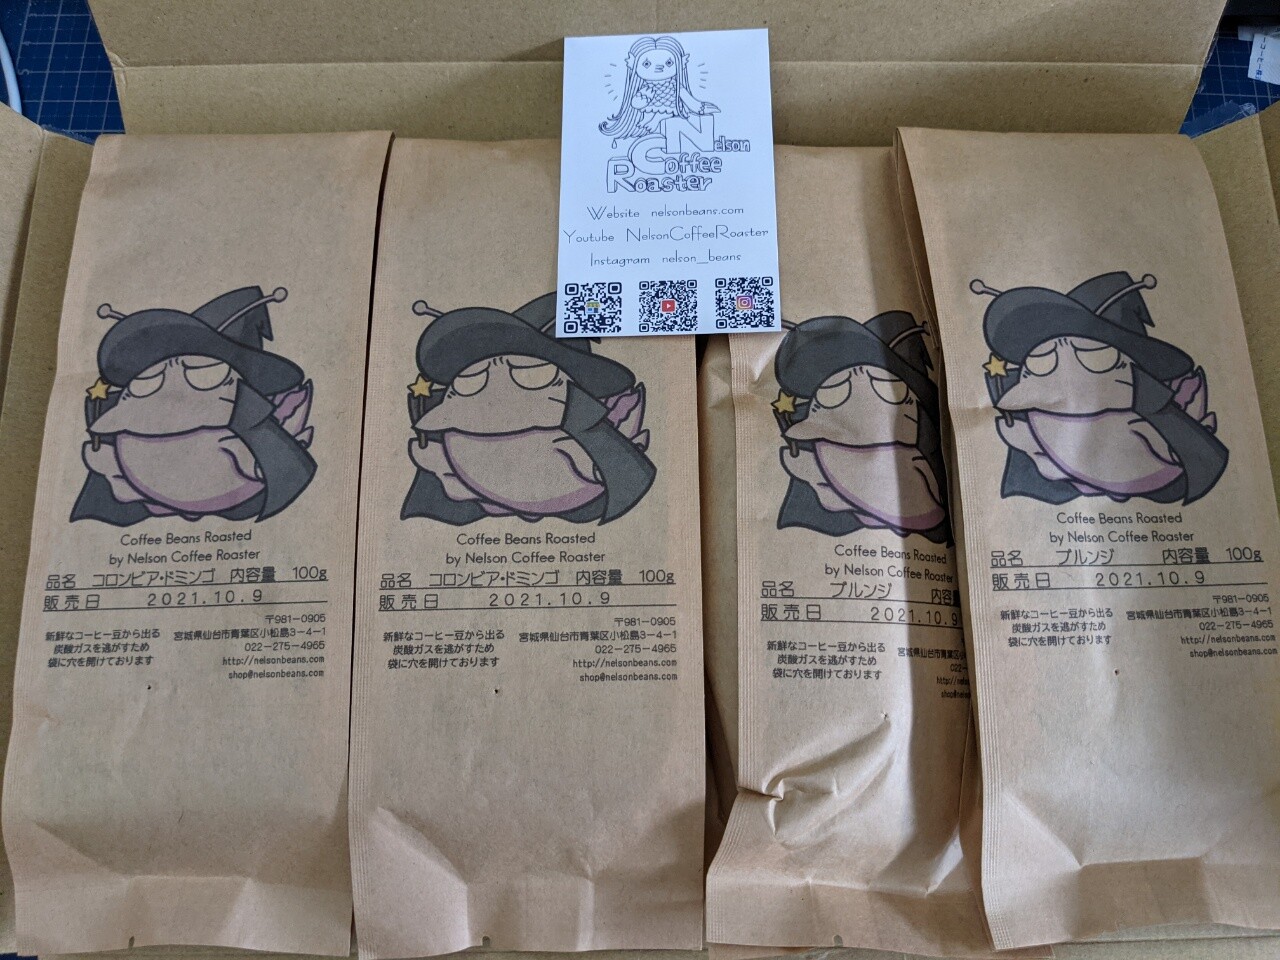 Nelson
Coffee
Roaster
Website nelsonbeans.com
Youtube NelsonCoffeeRoaster
Instagram nelson_beans
Coffee Beans Roasted
by Nelson Coffee Roaster
品名 コロンビア・ドミンゴ 内容量 100g
販売日 2021.10.9
新鮮なコーヒー豆から出る
炭酸ガスを逃がすため
袋に穴を開けております
〒981-0905
宮城県仙台市青葉区小松島3-4-1
022-275-4965
http://nelsonbeans.com
shop@nelsonbeans.com
Coffee Beans Roasted
by Nelson Coffee Roaster
品名 コロンビア・ドミンゴ 内容量 100g
販売日 2021.10.9
新鮮なコーヒー豆から出る
炭酸ガスを逃がすため
袋に穴を開けております
〒981-0905
宮城県仙台市青葉区小松島3-4-1
022-275-4965
http://nelsonbeans.com
shop@nelsonbeans.com
Coffee Beans Roasted
by Nelson Coffee Roaster
品名 ブルンジ 内容
販売日 2021.10.9
新鮮なコーヒー豆から出る
炭酸ガスを逃がすため
袋に穴を開けております
宮城県仙台市青葉区
022-
Coffee Beans Roasted
by Nelson Coffee Roaster
品名 ブルンジ 内容量 100g
販売日 2021.10.9
新鮮なコーヒー豆から出る
炭酸ガスを逃がすため
袋に穴を開けております
〒981-0905
宮城県仙台市青葉区小松島3-4-1
022-275-4965
http://nelsonbeans.com
shop@nelsonbeans.com